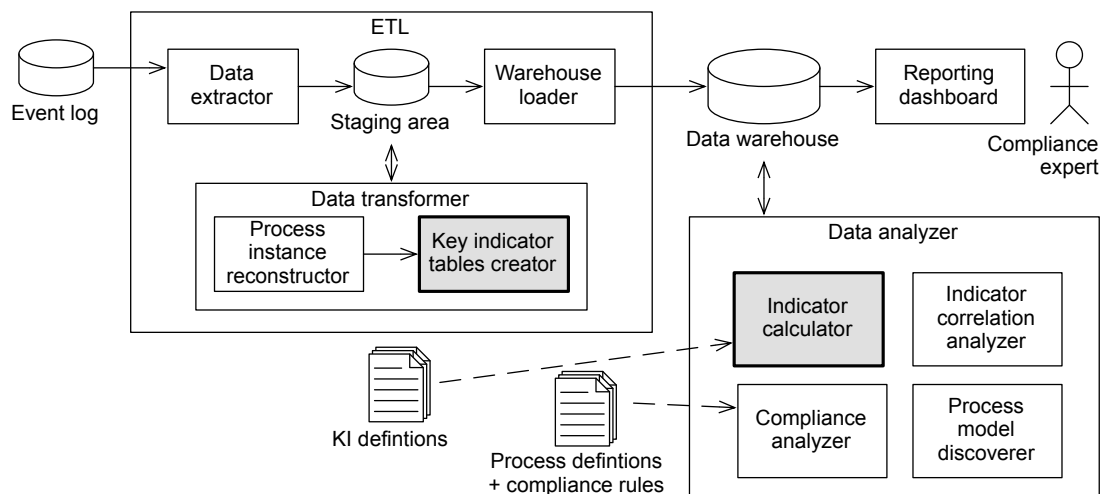 ETL
Event log
Data
extractor
Staging area
Warehouse
loader
Data warehouse
Reporting
dashboard
Compliance
expert
Data transformer
Process
instance
reconstructor
Key indicator
tables creator
Data analyzer
Indicator
calculator
Indicator
correlation
analyzer
Compliance
analyzer
Process
model
discoverer
KI defintions
Process defintions
+ compliance rules